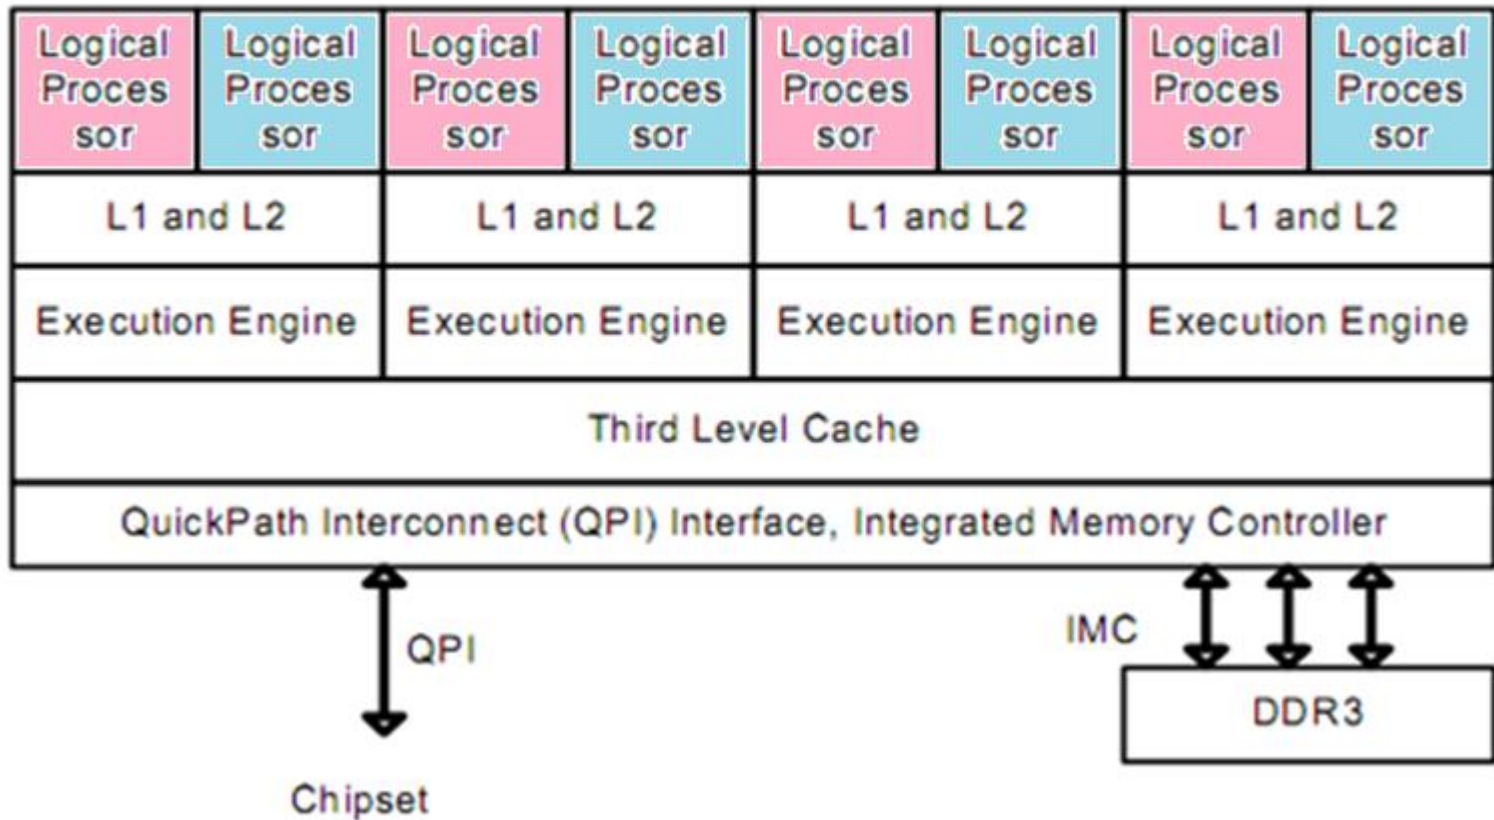 Logical Logical Logical Logical Logical Logical Logical Logical
Proces Proces Proces Proces Proces Proces Proces Proces
sor sor sor sor sor sor sor sor
L1 and L2 L1 and L2 L1 and L2 L1 and L2
Execution Engine Execution Engine Execution Engine Execution Engine
Third Level Cache
QuickPath Interconnect (QPI) Interface, Integrated Memory Controller
QPI IMC
DDR3
Chipset